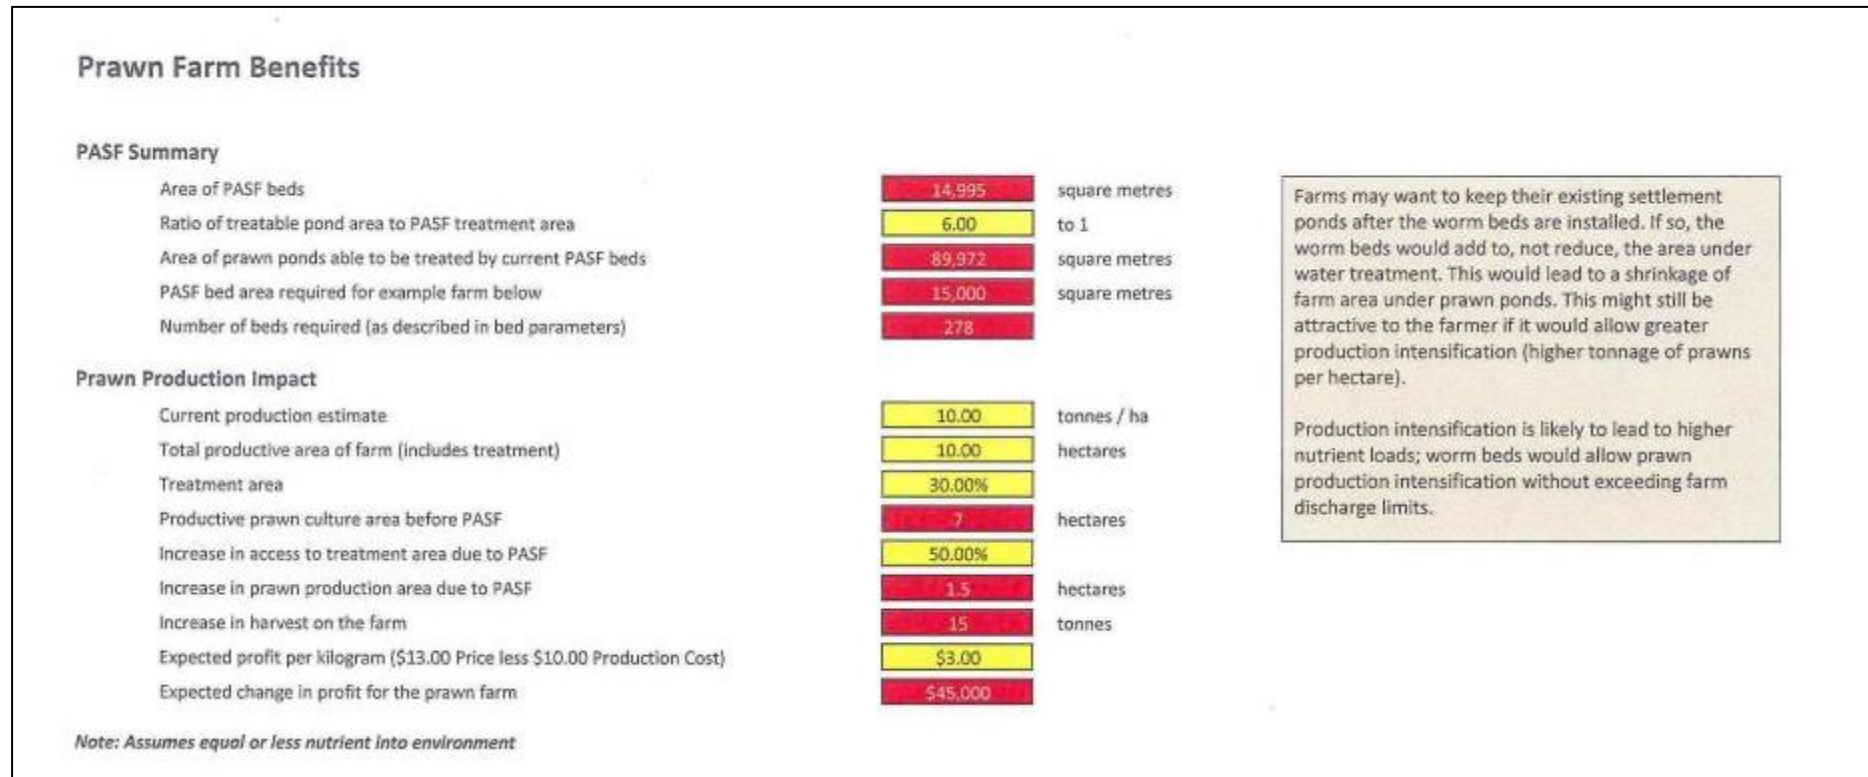 Prawn Farm Benefits
PASF Summary
Area of PASF beds 14,995 square metres
Ratio of treatable pond area to PASF treatment area 6.00 to 1
Area of prawn ponds able to be treated by current PASF beds 89,972 square metres
PASF bed area required for example farm below 15,000 square metres
Number of beds required (as described in bed parameters) 278
Prawn Production Impact
Current production estimate 10.00 tonnes / ha
Total productive area of farm (includes treatment) 10.00 hectares
Treatment area 30.00%
Productive prawn culture area before PASF 7 hectares
Increase in access to treatment area due to PASF 50.00%
Increase in prawn production area due to PASF 1.5 hectares
Increase in harvest on the farm 15 tonnes
Expected profit per kilogram ($13.00 Price less $10.00 Production Cost) $3.00
Expected change in profit for the prawn farm $45,000
Note: Assumes equal or less nutrient into environment
Farms may want to keep their existing settlement
ponds after the worm beds are installed. If so, the
worm beds would add to, not reduce, the area under
water treatment. This would lead to a shrinkage of
farm area under prawn ponds. This might still be
attractive to the farmer if it would allow greater
production intensification (higher tonnage of prawns
per hectare).
Production intensification is likely to lead to higher
nutrient loads; worm beds would allow prawn
production intensification without exceeding farm
discharge limits.